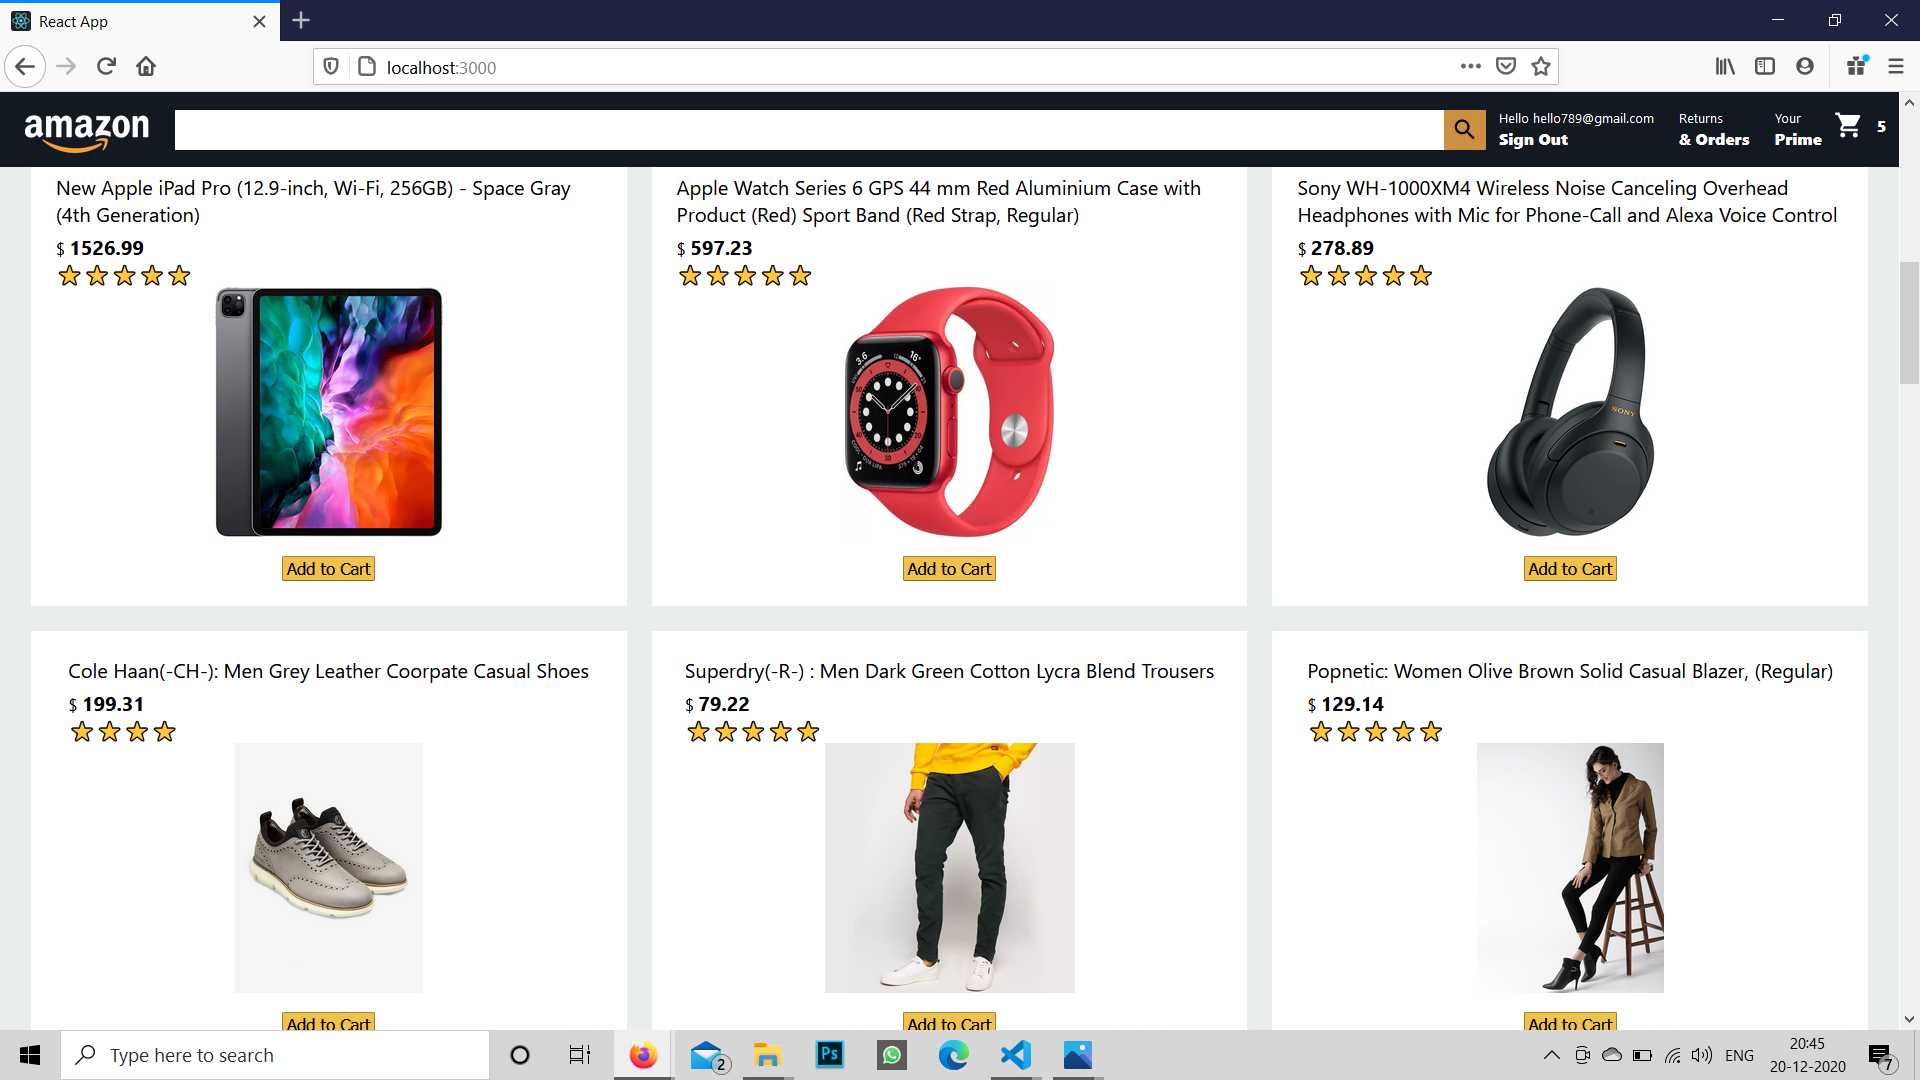 React App
localhost:3000
amazon
Hello hello789@gmail.com
Sign Out
Returns
& Orders
Your
Prime
5
New Apple iPad Pro (12.9-inch, Wi-Fi, 256GB) - Space Gray
(4th Generation)
$ 1526.99
Apple Watch Series 6 GPS 44 mm Red Aluminium Case with
Product (Red) Sport Band (Red Strap, Regular)
$ 597.23
Sony WH-1000XM4 Wireless Noise Canceling Overhead
Headphones with Mic for Phone-Call and Alexa Voice Control
$ 278.89
SONY
Add to Cart
Add to Cart
Add to Cart
Cole Haan(-CH-): Men Grey Leather Coorpate Casual Shoes
$ 199.31
Superdry(-R-) : Men Dark Green Cotton Lycra Blend Trousers
$ 79.22
Popnetic: Women Olive Brown Solid Casual Blazer, (Regular)
$ 129.14
Add to Cart
Add to Cart
Add to Cart
Type here to search
2
Ps
ENG
20:45
20-12-2020
7